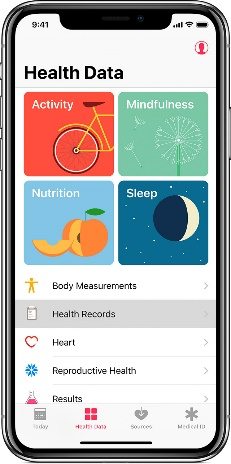 9:41
Health Data
Activity
Mindfulness
Nutrition
Sleep
Body Measurements
Health Records
Heart
Reproductive Health
Results
Today
Health Data
Sources
Medical ID